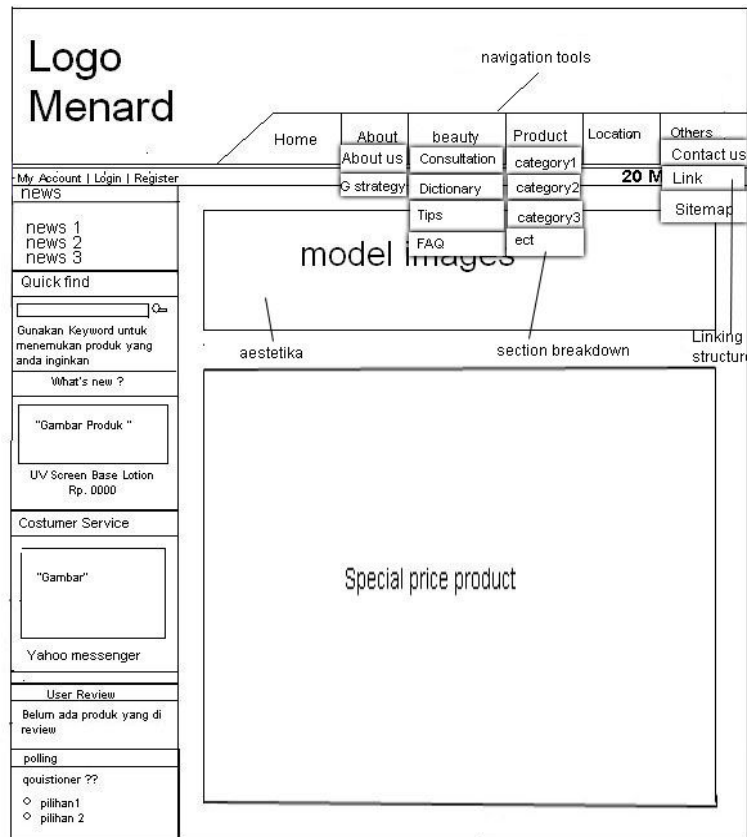 Logo
Menard
navigation tools
Home
About
beauty
Product
Location
Others
About us
G strategy
Consultation
Dictionary
Tips
FAQ
category1
category2
category3
ect
Contact us
Link
Sitemap
My Account | Login | Register
20 M
news
news 1
news 2
news 3
Quick find
Gunakan Keyword untuk
menemukan produk yang
anda inginkan
What's new ?
"Gambar Produk "
UV Screen Base Lotion
Rp. 0000
Costumer Service
"Gambar"
Yahoo messenger
User Review
Belum ada produk yang di
review
polling
qouistioner ??
pilihan1
pilihan 2
model images
aestetika
section breakdown
Linking
structure
Special price product